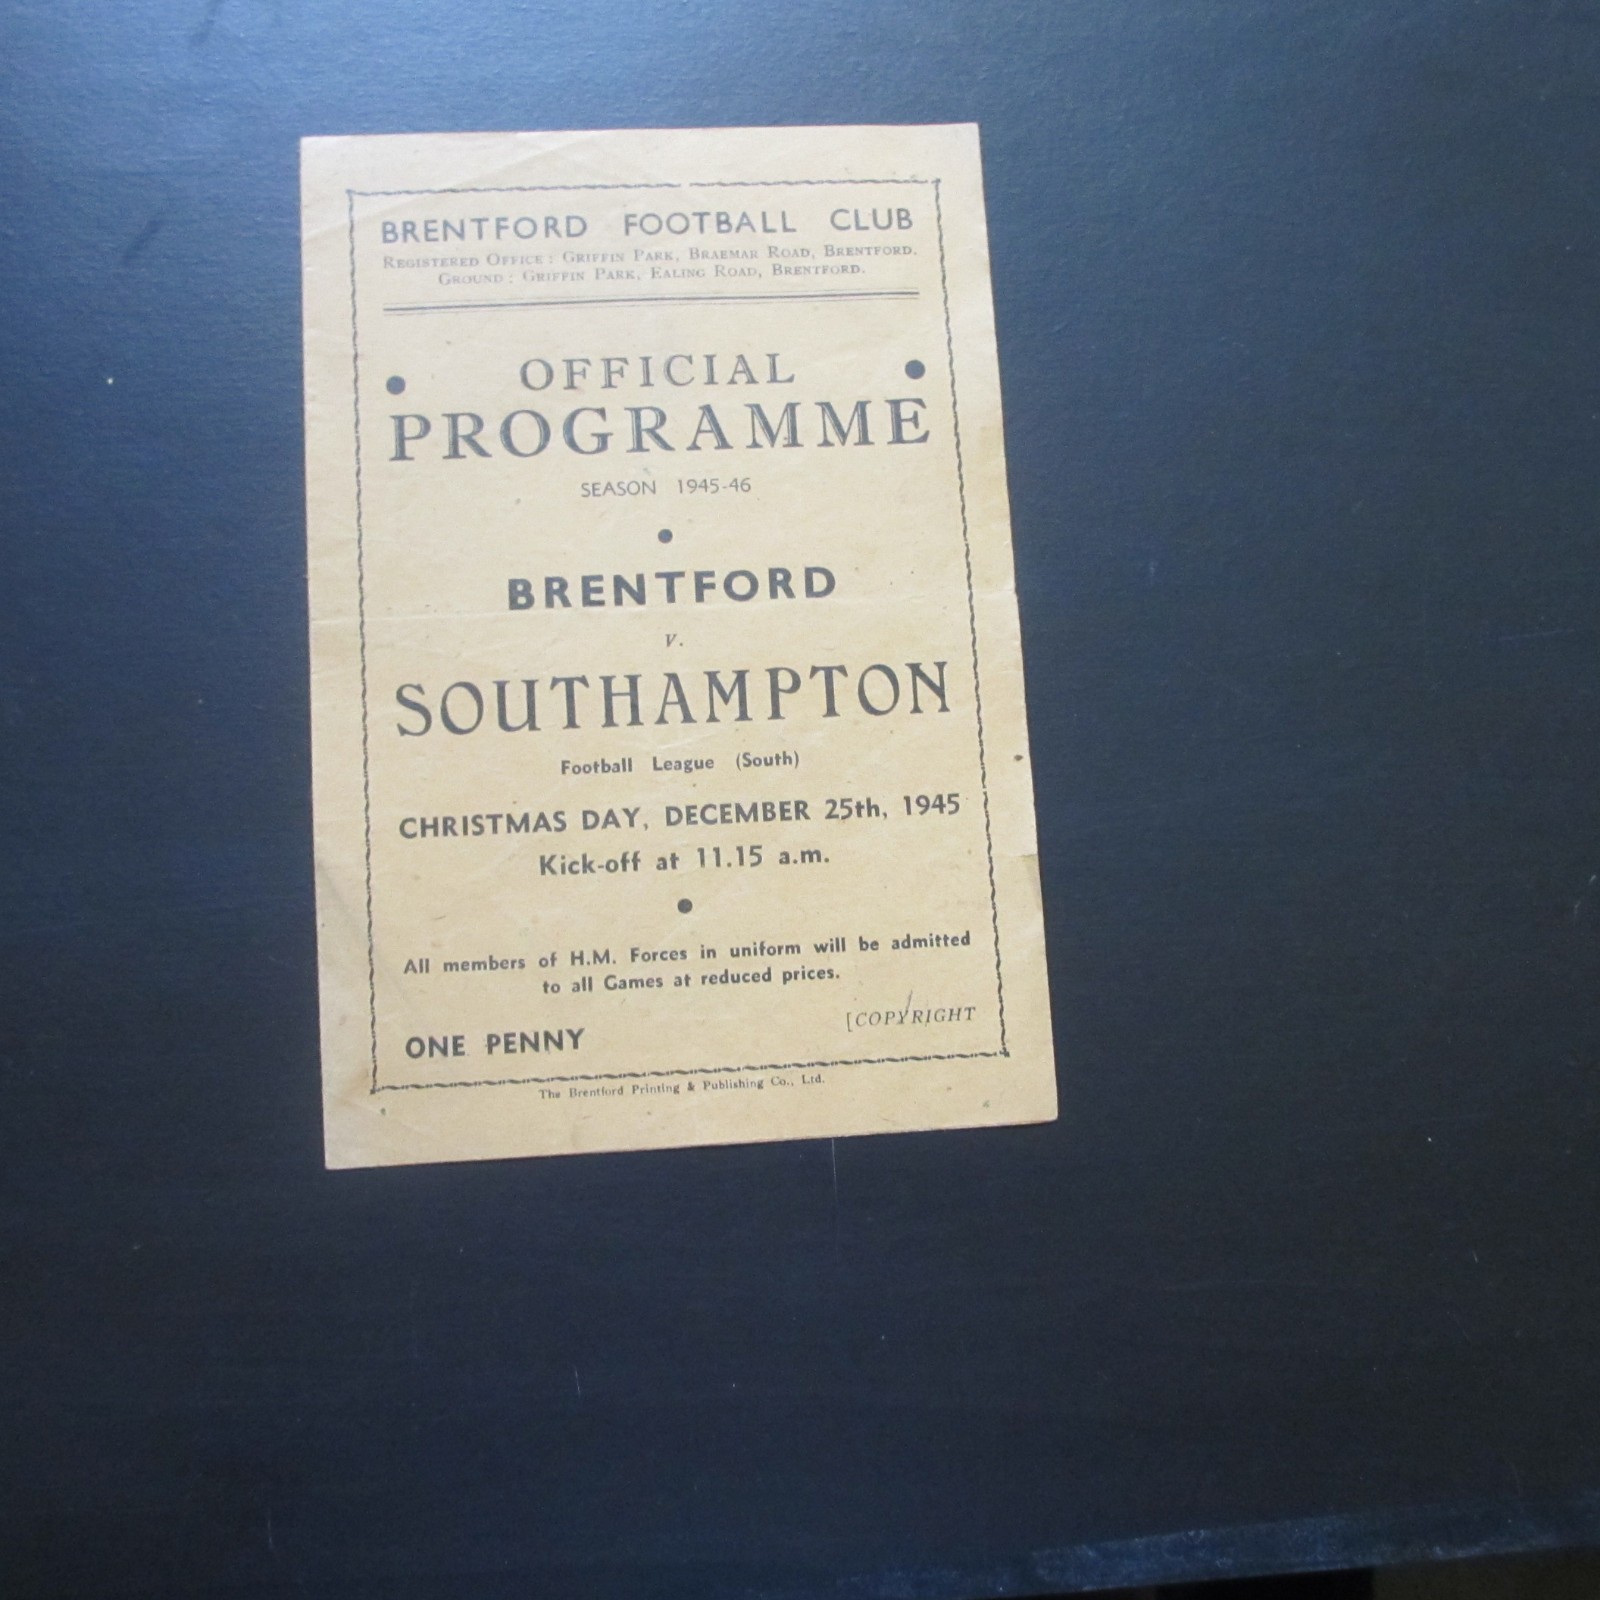 BRENTFORD FOOTBALL CLUB
REGISTERED OFFICE : GRIFFIN PARK, BRAEMAR ROAD, BRENTFORD.
GROUND : GRIFFIN PARK, EALING ROAD, BRENTFORD.
OFFICIAL
PROGRAMME
SEASON 1945-46
BRENTFORD
v.
SOUTHAMPTON
Football League (South)
CHRISTMAS DAY, DECEMBER 25th, 1945
Kick-off at 11.15 a.m.
All members of H.M. Forces in uniform will be admitted
to all Games at reduced prices.
[COPYRIGHT
ONE PENNY
The Brentford Printing & Publishing Co., Ltd.